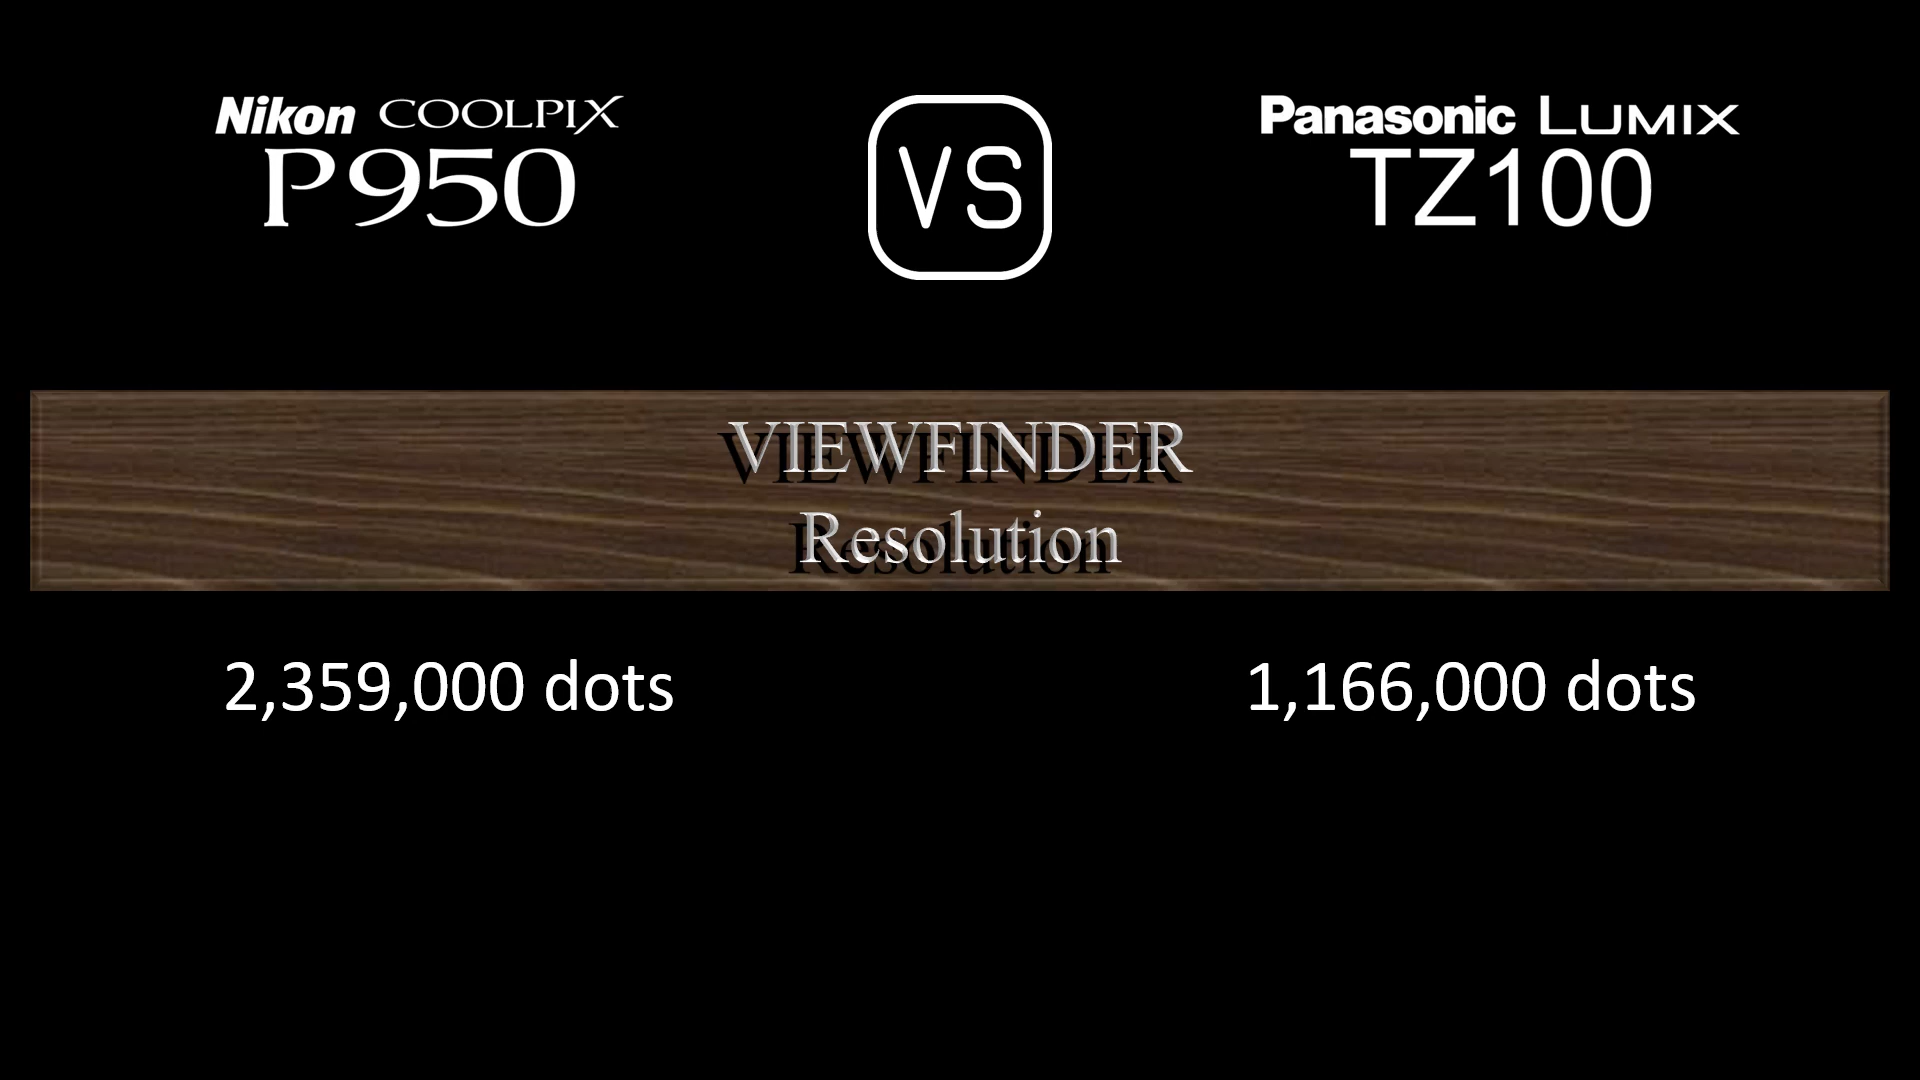 Nikon COOLPIX
P950
VS
Panasonic LUMIX
TZ100
VIEWFINDER
Resolution
2,359,000 dots
1,166,000 dots